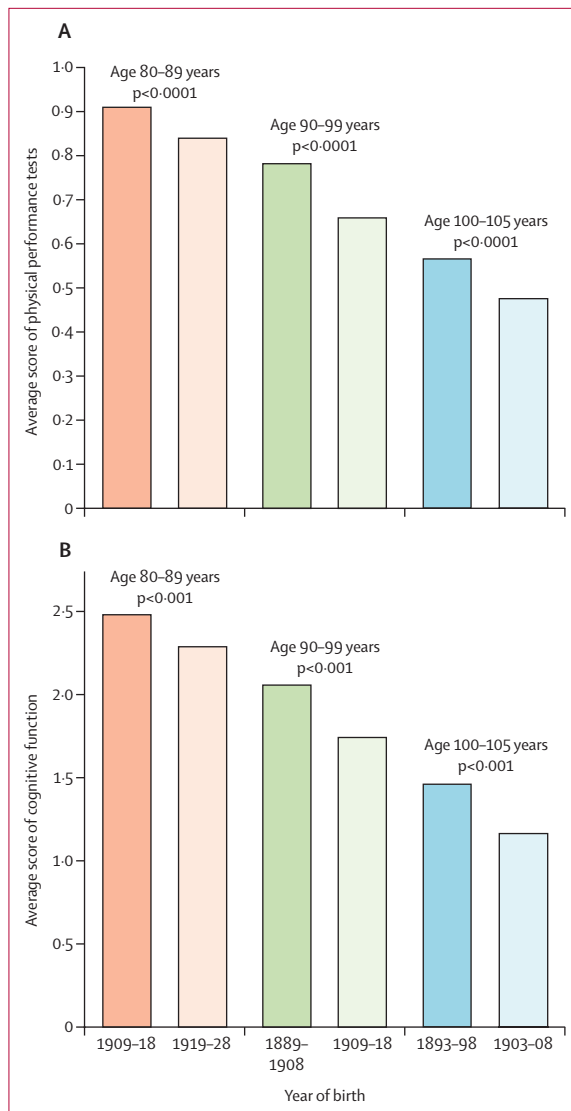 A
Average score of physical performance tests
1·0
0·9
0·8
0·7
0·6
0·5
0·4
0·3
0·2
0·1
0
Age 80–89 years
p<0·0001
Age 90–99 years
p<0·0001
Age 100–105 years
p<0·0001
B
Average score of cognitive function
2·5
2·0
1·5
1·0
0·5
0
Age 80–89 years
p<0·001
Age 90–99 years
p<0·001
Age 100–105 years
p<0·001
1909–18
1919–28
1889–
1908
1909–18
1893–98
1903–08
Year of birth